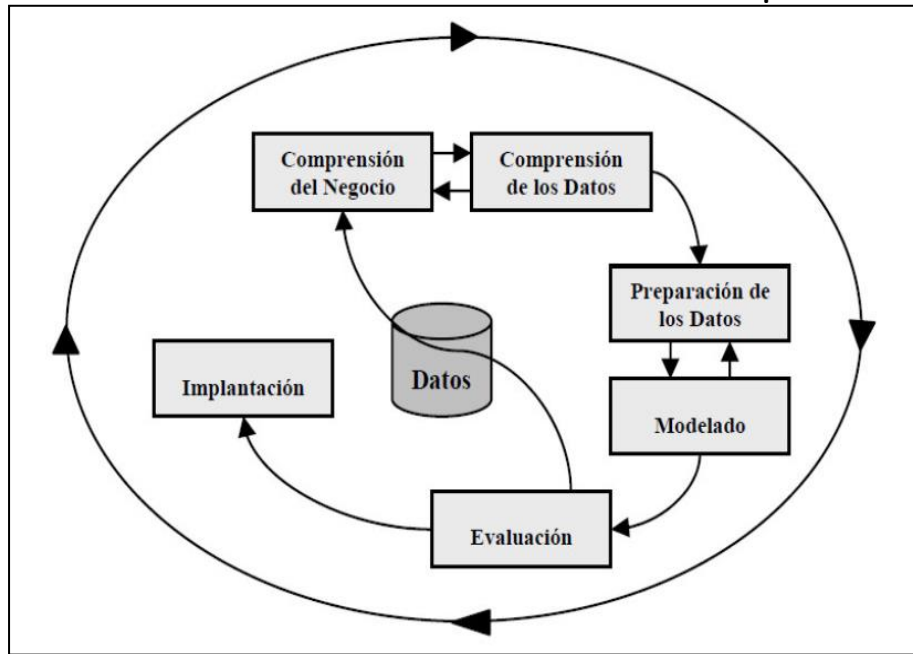 Comprensión
del Negocio
Comprensión
de los Datos
Preparación de
los Datos
Datos
Implantación
Modelado
Evaluación